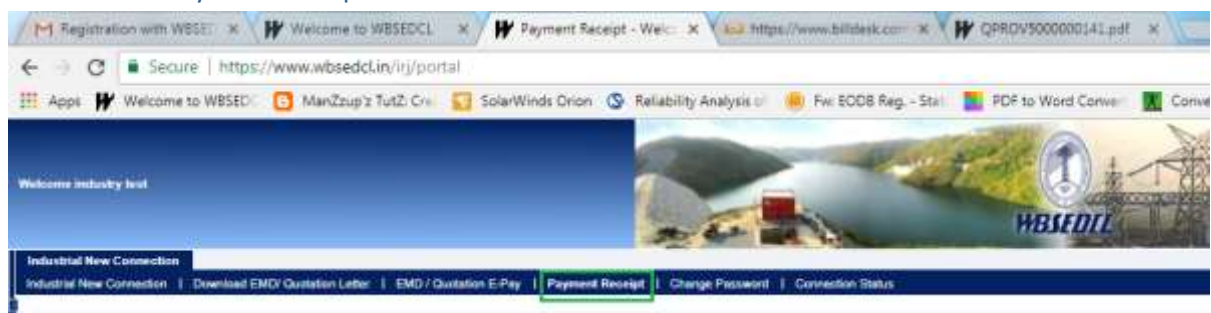 Registration with WBSE
Welcome to WBSEDCL
Payment Receipt - Welc
https://www.billdesk.com
QPROV5000000141.pdf
Secure | https://www.wbsedcl.in/irj/portal
Apps
Welcome to WBSEDC
ManZzup'z TutZ: Cre
SolarWinds Orion
Reliability Analysis o
Fw: EODB Reg. - Stat
PDF to Word Conver
Conve
Welcome industry test
WBSEDCL
Industrial New Connection
Industrial New Connection | Download EMD/ Quotation Letter | EMD / Quotation E-Pay | Payment Receipt | Change Password | Connection Status